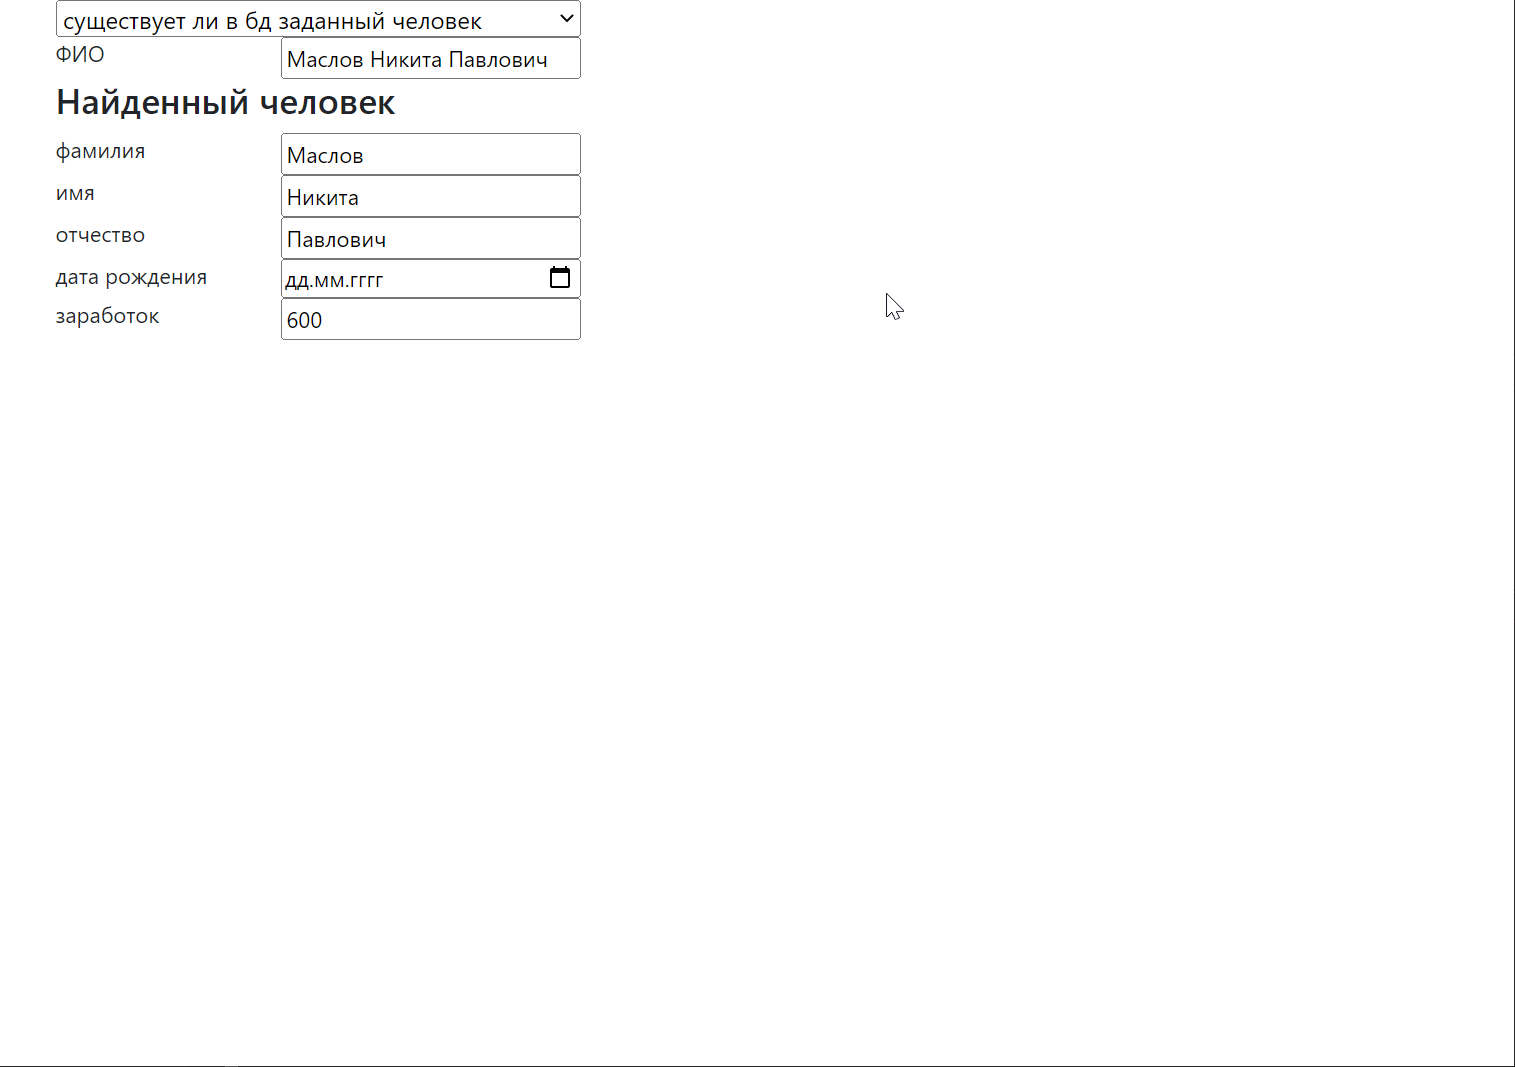 существует ли в бд заданный человек
ФИО Маслов Никита Павлович
Найденный человек
фамилия Маслов
имя Никита
отчество Павлович
дата рождения дд.мм.гггг
заработок 600